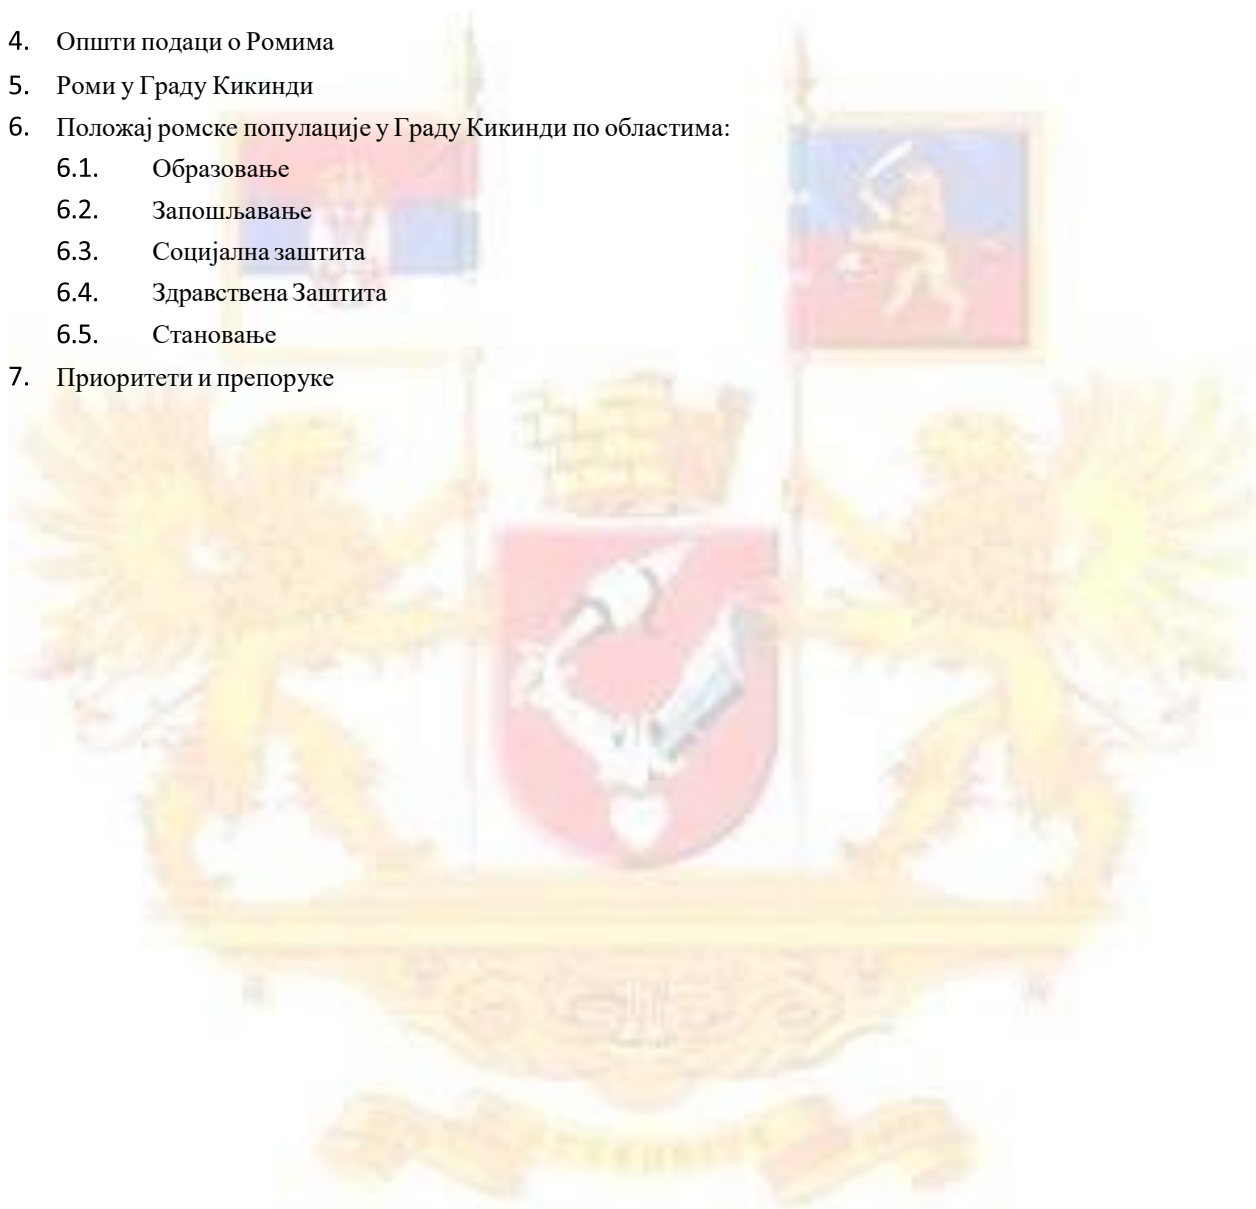 4. Општи подаци о Ромима
5. Роми у Граду Кикинди
6. Положај ромске популације у Граду Кикинди по областима:
6.1. Образовање
6.2. Запошљавање
6.3. Социјална заштита
6.4. Здравствена Заштита
6.5. Становање
7. Приоритети и препоруке